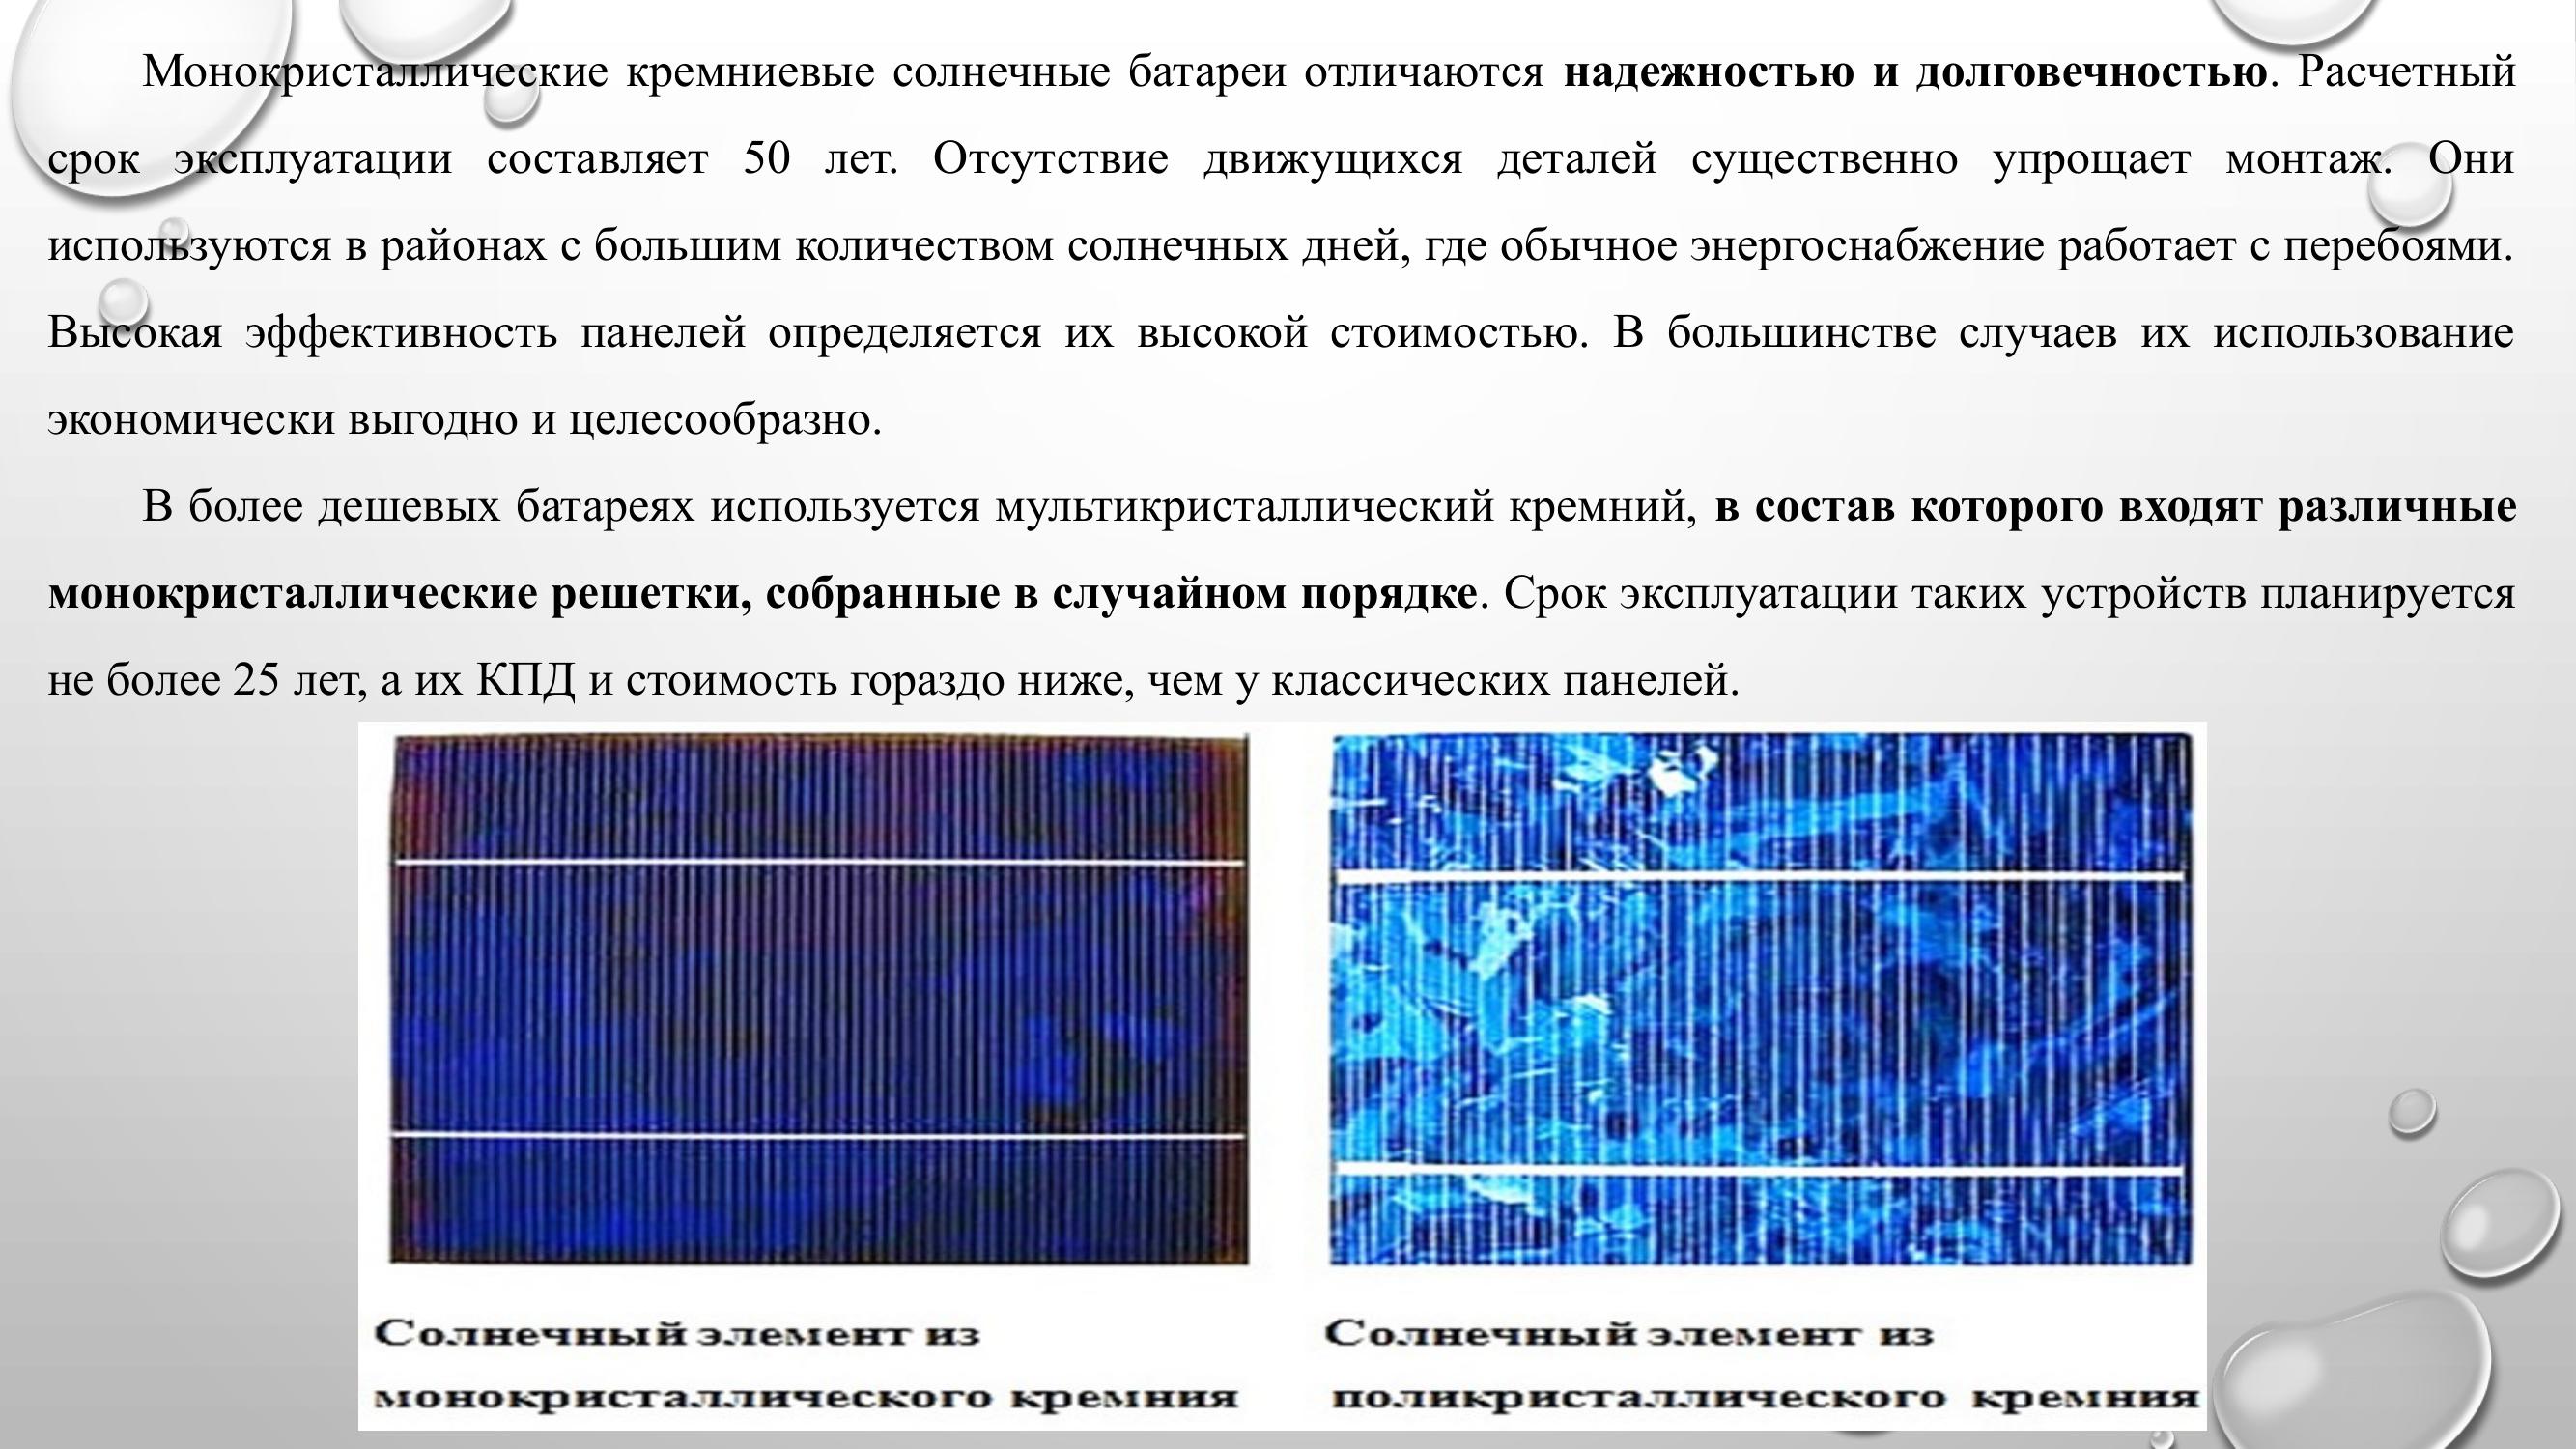 Монокристаллические кремниевые солнечные батареи отличаются надежностью и долговечностью. Расчетный
срок эксплуатации составляет 50 лет. Отсутствие движущихся деталей существенно упрощает монтаж. Они
используются в районах с большим количеством солнечных дней, где обычное энергоснабжение работает с перебоями.
Высокая эффективность панелей определяется их высокой стоимостью. В большинстве случаев их использование
экономически выгодно и целесообразно.
В более дешевых батареях используется мультикристаллический кремний, в состав которого входят различные
монокристаллические решетки, собранные в случайном порядке. Срок эксплуатации таких устройств планируется
не более 25 лет, а их КПД и стоимость гораздо ниже, чем у классических панелей.
Солнечный элемент из
монокристаллического кремния
Солнечный элемент из
поликристаллического кремния